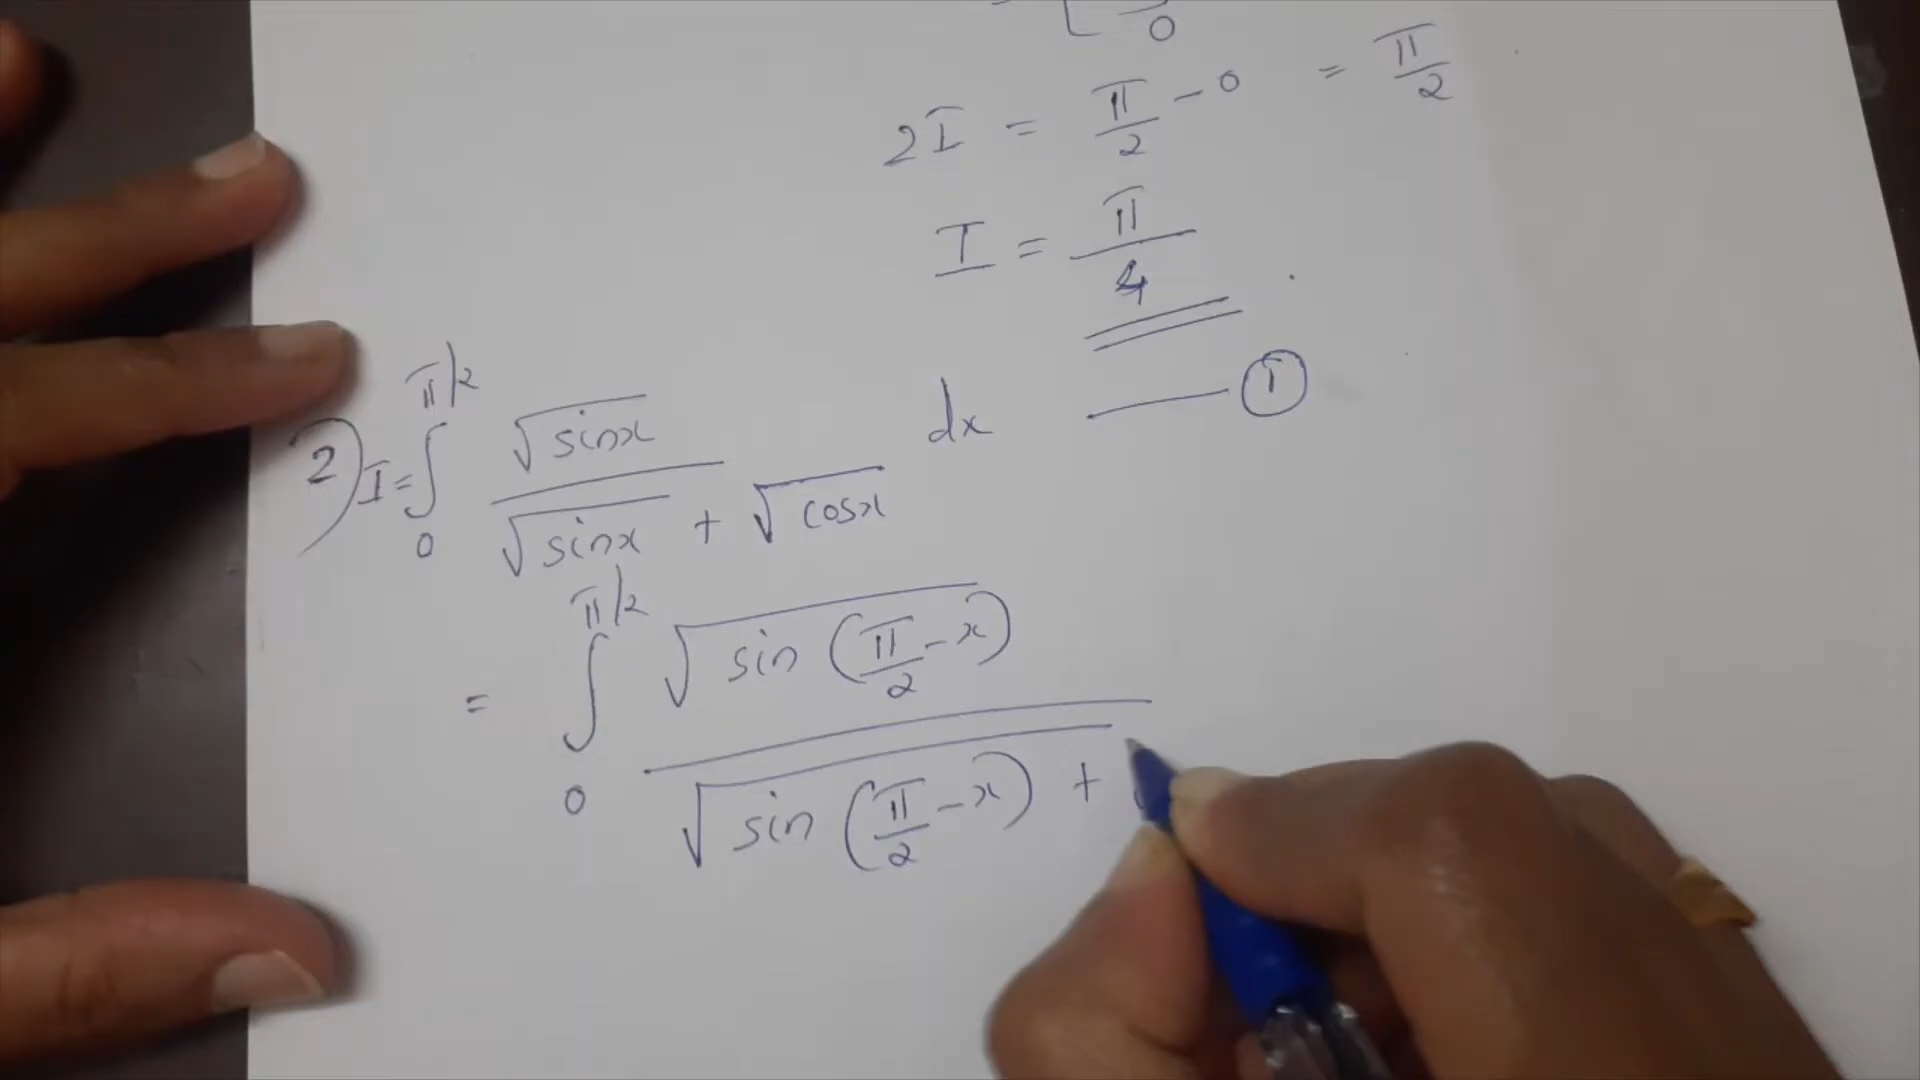 0
2I = π/2 - 0 = π/2
I = π/4
2) I = ∫₀^{π/2} √sinx / (√sinx + √cosx) dx —— ①
= ∫₀^{π/2} √sin(π/2 - x) / √sin(π/2 - x) +